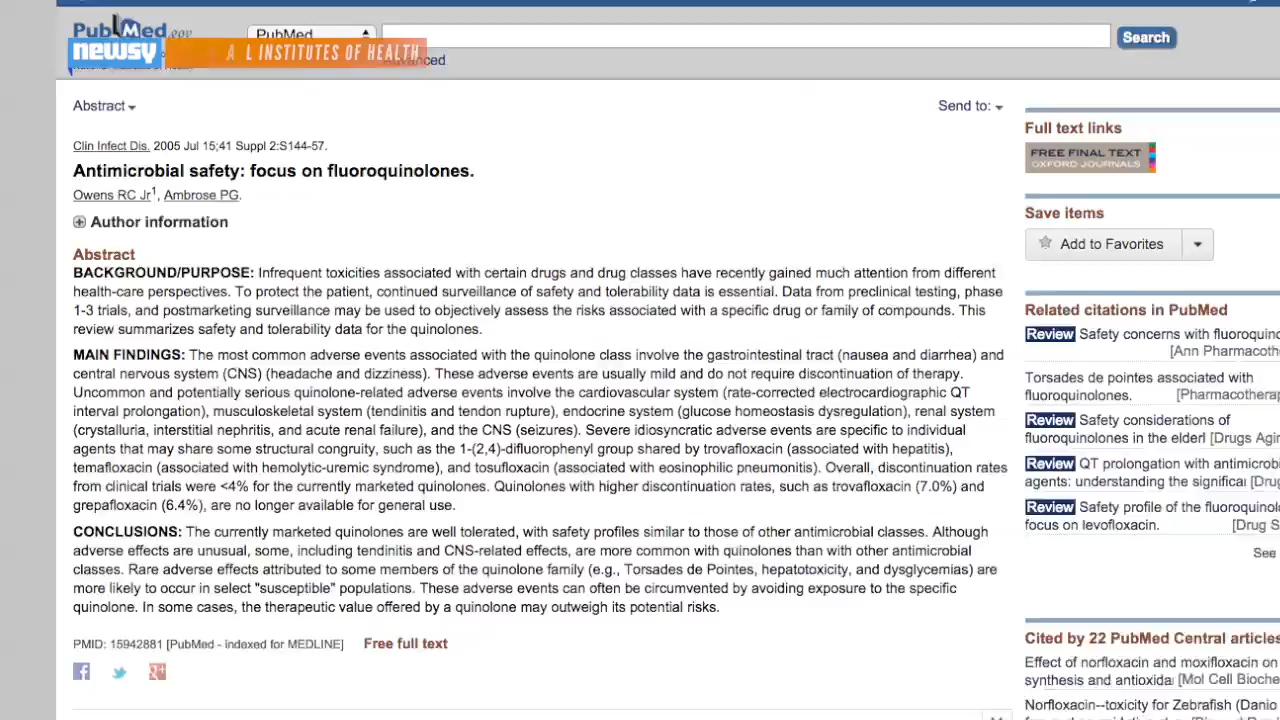 PubMed.gov
PubMed
Search
newsy
A L INSTITUTES OF HEALTH
Advanced
Abstract
Send to:
Clin Infect Dis. 2005 Jul 15;41 Suppl 2:S144-57.
Antimicrobial safety: focus on fluoroquinolones.
Owens RC Jr1, Ambrose PG.
Author information
Abstract
BACKGROUND/PURPOSE: Infrequent toxicities associated with certain drugs and drug classes have recently gained much attention from different
health-care perspectives. To protect the patient, continued surveillance of safety and tolerability data is essential. Data from preclinical testing, phase
1-3 trials, and postmarketing surveillance may be used to objectively assess the risks associated with a specific drug or family of compounds. This
review summarizes safety and tolerability data for the quinolones.
MAIN FINDINGS: The most common adverse events associated with the quinolone class involve the gastrointestinal tract (nausea and diarrhea) and
central nervous system (CNS) (headache and dizziness). These adverse events are usually mild and do not require discontinuation of therapy.
Uncommon and potentially serious quinolone-related adverse events involve the cardiovascular system (rate-corrected electrocardiographic QT
interval prolongation), musculoskeletal system (tendinitis and tendon rupture), endocrine system (glucose homeostasis dysregulation), renal system
(crystalluria, interstitial nephritis, and acute renal failure), and the CNS (seizures). Severe idiosyncratic adverse events are specific to individual
agents that may share some structural congruity, such as the 1-(2,4)-difluorophenyl group shared by trovafloxacin (associated with hepatitis),
temafloxacin (associated with hemolytic-uremic syndrome), and tosufloxacin (associated with eosinophilic pneumonitis). Overall, discontinuation rates
from clinical trials were <4% for the currently marketed quinolones. Quinolones with higher discontinuation rates, such as trovafloxacin (7.0%) and
grepafloxacin (6.4%), are no longer available for general use.
CONCLUSIONS: The currently marketed quinolones are well tolerated, with safety profiles similar to those of other antimicrobial classes. Although
adverse effects are unusual, some, including tendinitis and CNS-related effects, are more common with quinolones than with other antimicrobial
classes. Rare adverse effects attributed to some members of the quinolone family (e.g., Torsades de Pointes, hepatotoxicity, and dysglycemias) are
more likely to occur in select "susceptible" populations. These adverse events can often be circumvented by avoiding exposure to the specific
quinolone. In some cases, the therapeutic value offered by a quinolone may outweigh its potential risks.
PMID: 15942881 [PubMed - indexed for MEDLINE] Free full text
Full text links
FREE FINAL TEXT
OXFORD JOURNALS
Save items
Add to Favorites
Related citations in PubMed
Review Safety concerns with fluoroquino
[Ann Pharmacothe
Torsades de pointes associated with
fluoroquinolones. [Pharmacotherap
Review Safety considerations of
fluoroquinolones in the elderl [Drugs Agin
Review QT prolongation with antimicrobi
agents: understanding the significai [Drug
Review Safety profile of the fluoroquinol
focus on levofloxacin. [Drug S
See
Cited by 22 PubMed Central articles
Effect of norfloxacin and moxifloxacin on
synthesis and antioxida [Mol Cell Bioche
Norfloxacin--toxicity for Zebrafish (Danio